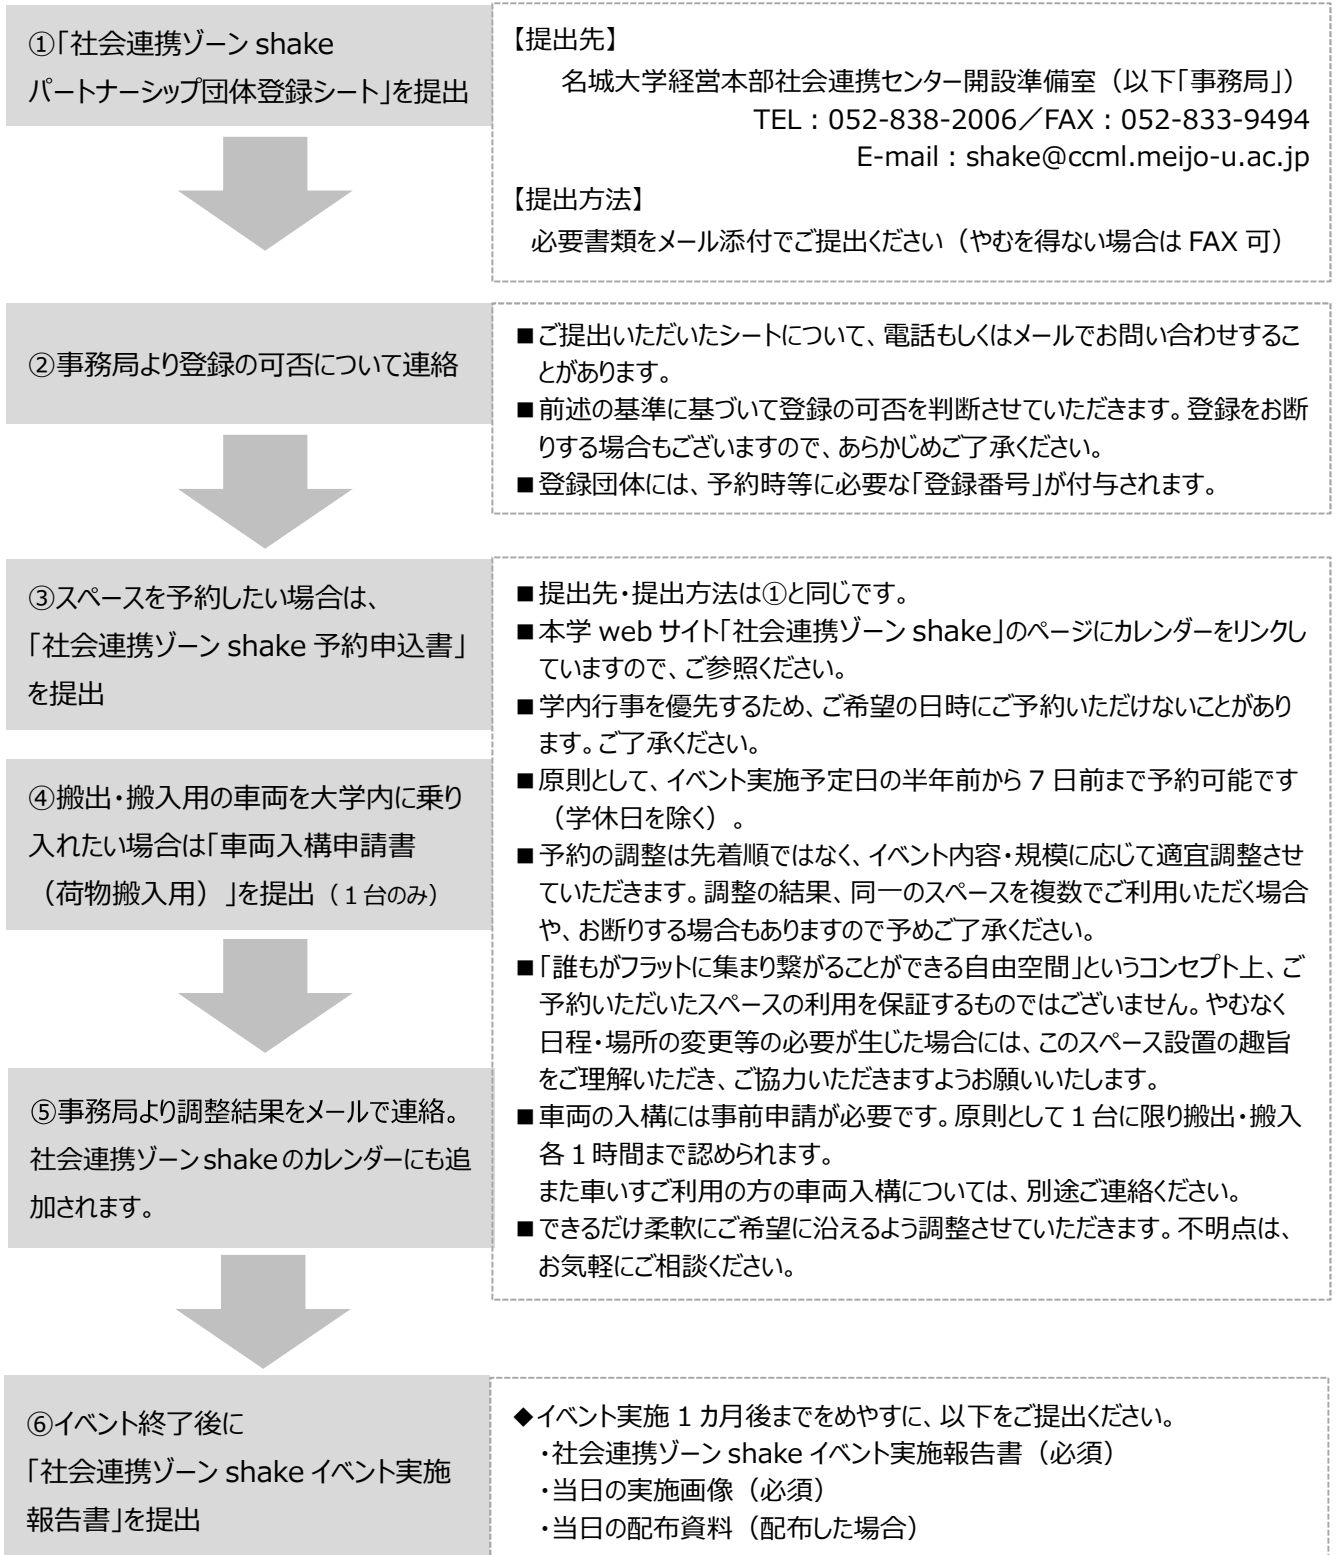 ①「社会連携ゾーン shake
パートナーシップ団体登録シート」を提出
【提出先】
名城大学経営本部社会連携センター開設準備室（以下「事務局」）
TEL：052-838-2006／FAX：052-833-9494
E-mail：shake@ccml.meijo-u.ac.jp
【提出方法】
必要書類をメール添付でご提出ください（やむを得ない場合は FAX 可）
②事務局より登録の可否について連絡
■ご提出いただいたシートについて、電話もしくはメールでお問い合わせするこ
とがあります。
■前述の基準に基づいて登録の可否を判断させていただきます。登録をお断
りする場合もございますので、あらかじめご了承ください。
■登録団体には、予約時等に必要な「登録番号」が付与されます。
③スペースを予約したい場合は、
「社会連携ゾーン shake 予約申込書」
を提出
④搬出・搬入用の車両を大学内に乗り
入れたい場合は「車両入構申請書
（荷物搬入用）」を提出（１台のみ）
⑤事務局より調整結果をメールで連絡。
社会連携ゾーン shake のカレンダーにも追
加されます。
■提出先・提出方法は①と同じです。
■本学 web サイト「社会連携ゾーン shake」のページにカレンダーをリンクし
ていますので、ご参照ください。
■学内行事を優先するため、ご希望の日時にご予約いただけないことがあり
ます。ご了承ください。
■原則として、イベント実施予定日の半年前から 7 日前まで予約可能です
（学休日を除く）。
■予約の調整は先着順ではなく、イベント内容・規模に応じて適宜調整させ
ていただきます。調整の結果、同一のスペースを複数でご利用いただく場合
や、お断りする場合もありますので予めご了承ください。
■「誰もがフラットに集まり繋がることができる自由空間」というコンセプト上、ご
予約いただいたスペースの利用を保証するものではございません。やむなく
日程・場所の変更等の必要が生じた場合には、このスペース設置の趣旨
をご理解いただき、ご協力いただきますようお願いいたします。
■車両の入構には事前申請が必要です。原則として 1 台に限り搬出・搬入
各 1 時間まで認められます。
また車いすご利用の方の車両入構については、別途ご連絡ください。
■できるだけ柔軟にご希望に沿えるよう調整させていただきます。不明点は、
お気軽にご相談ください。
⑥イベント終了後に
「社会連携ゾーン shake イベント実施
報告書」を提出
◆イベント実施 1 カ月後までをめやすに、以下をご提出ください。
・社会連携ゾーン shake イベント実施報告書（必須）
・当日の実施画像（必須）
・当日の配布資料（配布した場合）